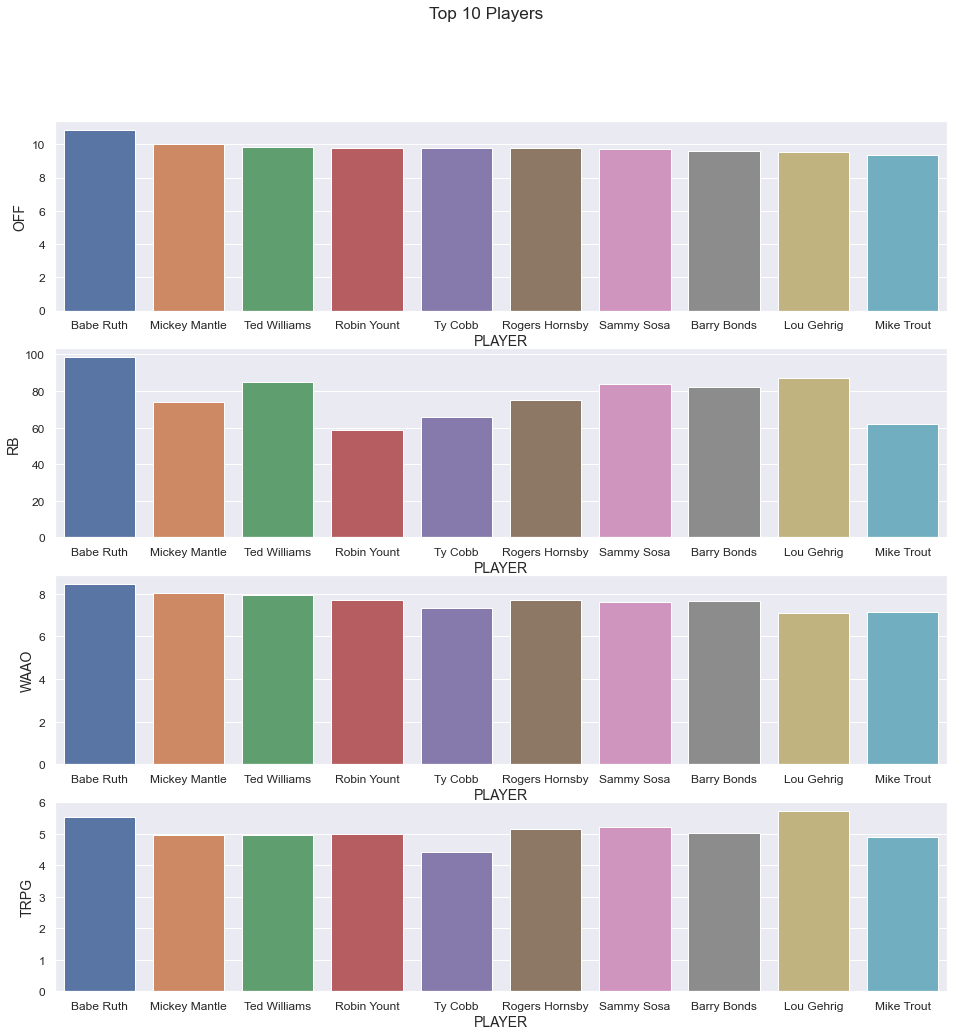 Top 10 Players
OFF
10
8
6
4
2
0
Babe Ruth Mickey Mantle Ted Williams Robin Yount Ty Cobb Rogers Hornsby Sammy Sosa Barry Bonds Lou Gehrig Mike Trout
PLAYER
RB
100
80
60
40
20
0
Babe Ruth Mickey Mantle Ted Williams Robin Yount Ty Cobb Rogers Hornsby Sammy Sosa Barry Bonds Lou Gehrig Mike Trout
PLAYER
WAAO
8
6
4
2
0
Babe Ruth Mickey Mantle Ted Williams Robin Yount Ty Cobb Rogers Hornsby Sammy Sosa Barry Bonds Lou Gehrig Mike Trout
PLAYER
TRPG
6
5
4
3
2
1
0
Babe Ruth Mickey Mantle Ted Williams Robin Yount Ty Cobb Rogers Hornsby Sammy Sosa Barry Bonds Lou Gehrig Mike Trout
PLAYER